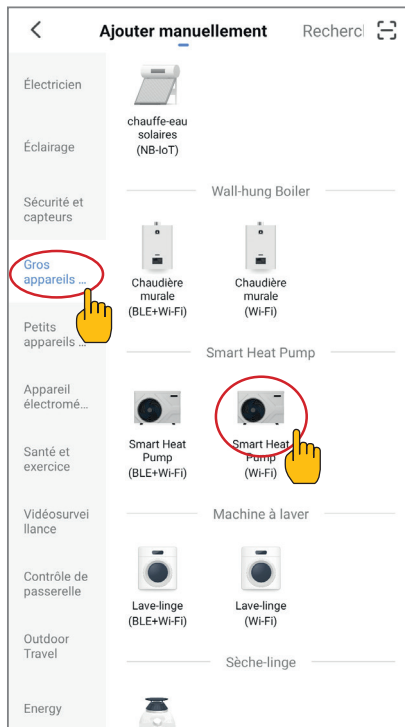 Ajouter manuellement
Recherc
Électricien
Éclairage
Sécurité et
capteurs
Gros
appareils ...
Petits
appareils ...
Appareil
électromé...
Santé et
exercice
Vidéosurvei
llance
Contrôle de
passerelle
Outdoor
Travel
Energy
chauffe-eau
solaires
(NB-IoT)
Wall-hung Boiler
Chaudière
murale
(BLE+Wi-Fi)
Chaudière
murale
(Wi-Fi)
Smart Heat Pump
Smart Heat
Pump
(BLE+Wi-Fi)
Smart Heat
Pump
(Wi-Fi)
Machine à laver
Lave-linge
(BLE+Wi-Fi)
Lave-linge
(Wi-Fi)
Sèche-linge